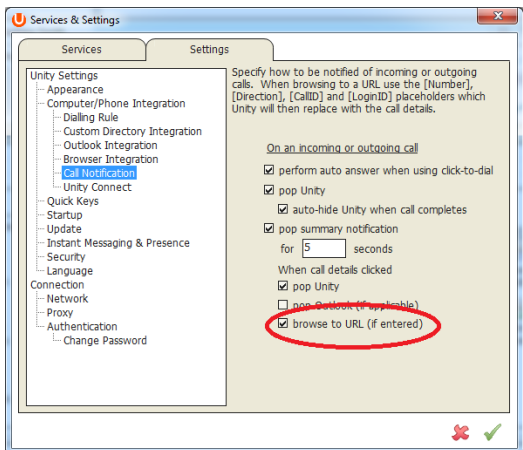 Services & Settings
Services
Settings
Unity Settings
Appearance
Computer/Phone Integration
Dialling Rule
Custom Directory Integration
Outlook Integration
Browser Integration
Call Notification
Unity Connect
Quick Keys
Startup
Update
Instant Messaging & Presence
Security
Language
Connection
Network
Proxy
Authentication
Change Password
Specify how to be notified of incoming or outgoing
calls. When browsing to a URL use the [Number],
[Direction], [CallID] and [LoginID] placeholders which
Unity will then replace with the call details.
On an incoming or outgoing call
perform auto answer when using click-to-dial
pop Unity
auto-hide Unity when call completes
pop summary notification
for 5 seconds
When call details clicked
pop Unity
pop Outlook (if applicable)
browse to URL (if entered)